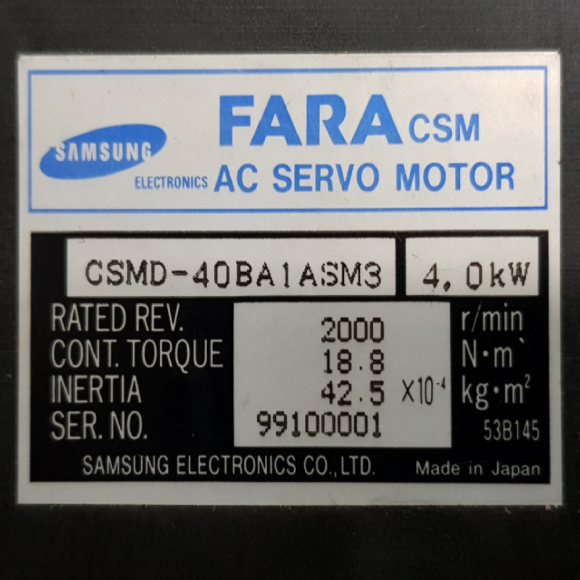 FARA CSM
SAMSUNG
ELECTRONICS AC SERVO MOTOR
CSMD-40BA1ASM3 4.0kW
RATED REV. 2000 r/min
CONT. TORQUE 18.8 N·m
INERTIA 42.5 ×10⁻⁴ kg·m²
SER. NO. 99100001 53B145
SAMSUNG ELECTRONICS CO., LTD. Made in Japan